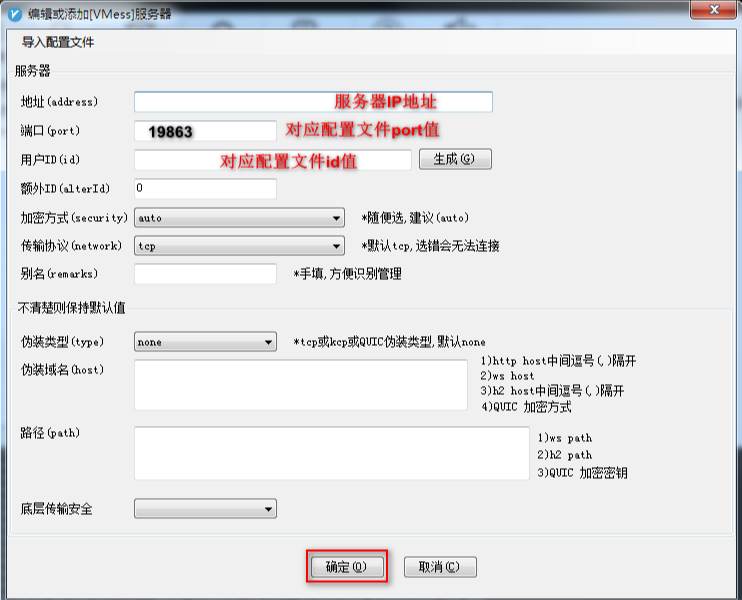 编辑或添加[VMess]服务器
导入配置文件
服务器
地址(address) 服务器IP地址
端口(port) 19863 对应配置文件port值
用户ID(id) 对应配置文件id值 生成(G)
额外ID(alterId) 0
加密方式(security) auto *随便选,建议(auto)
传输协议(network) tcp *默认tcp,选错会无法连接
别名(remarks) *手填,方便识别管理
不清楚则保持默认值
伪装类型(type) none *tcp或kcp或QUIC伪装类型,默认none
伪装域名(host) 1)http host中间逗号(,)隔开
2)ws host
3)h2 host中间逗号(,)隔开
4)QUIC 加密方式
路径(path) 1)ws path
2)h2 path
3)QUIC 加密密钥
底层传输安全
确定(O) 取消(C)